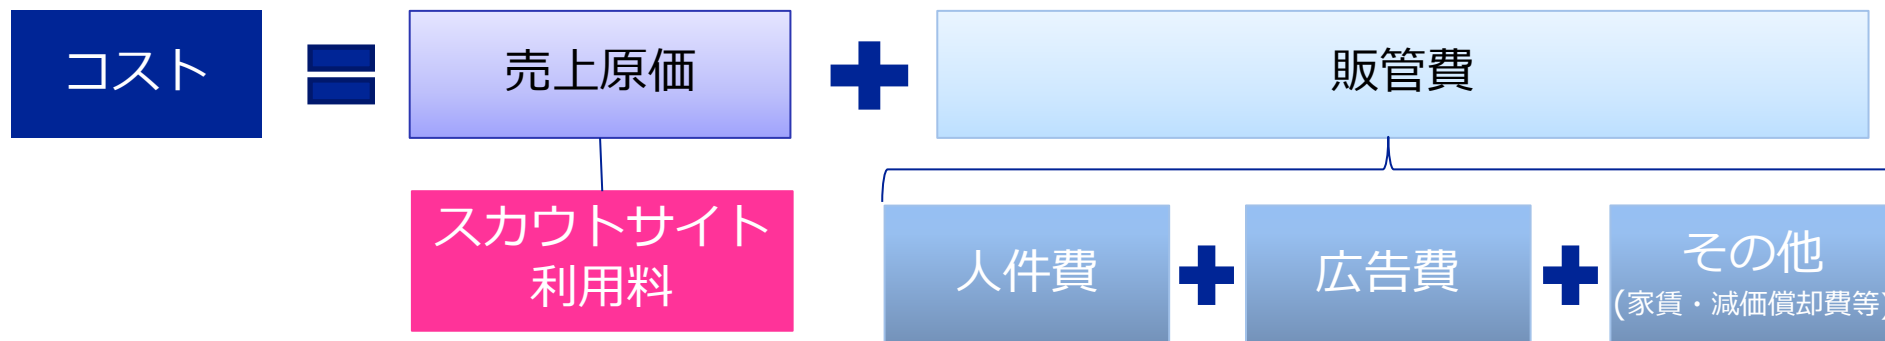 コスト
売上原価
販管費
スカウトサイト
利用料
人件費
広告費
その他
(家賃・減価償却費等)